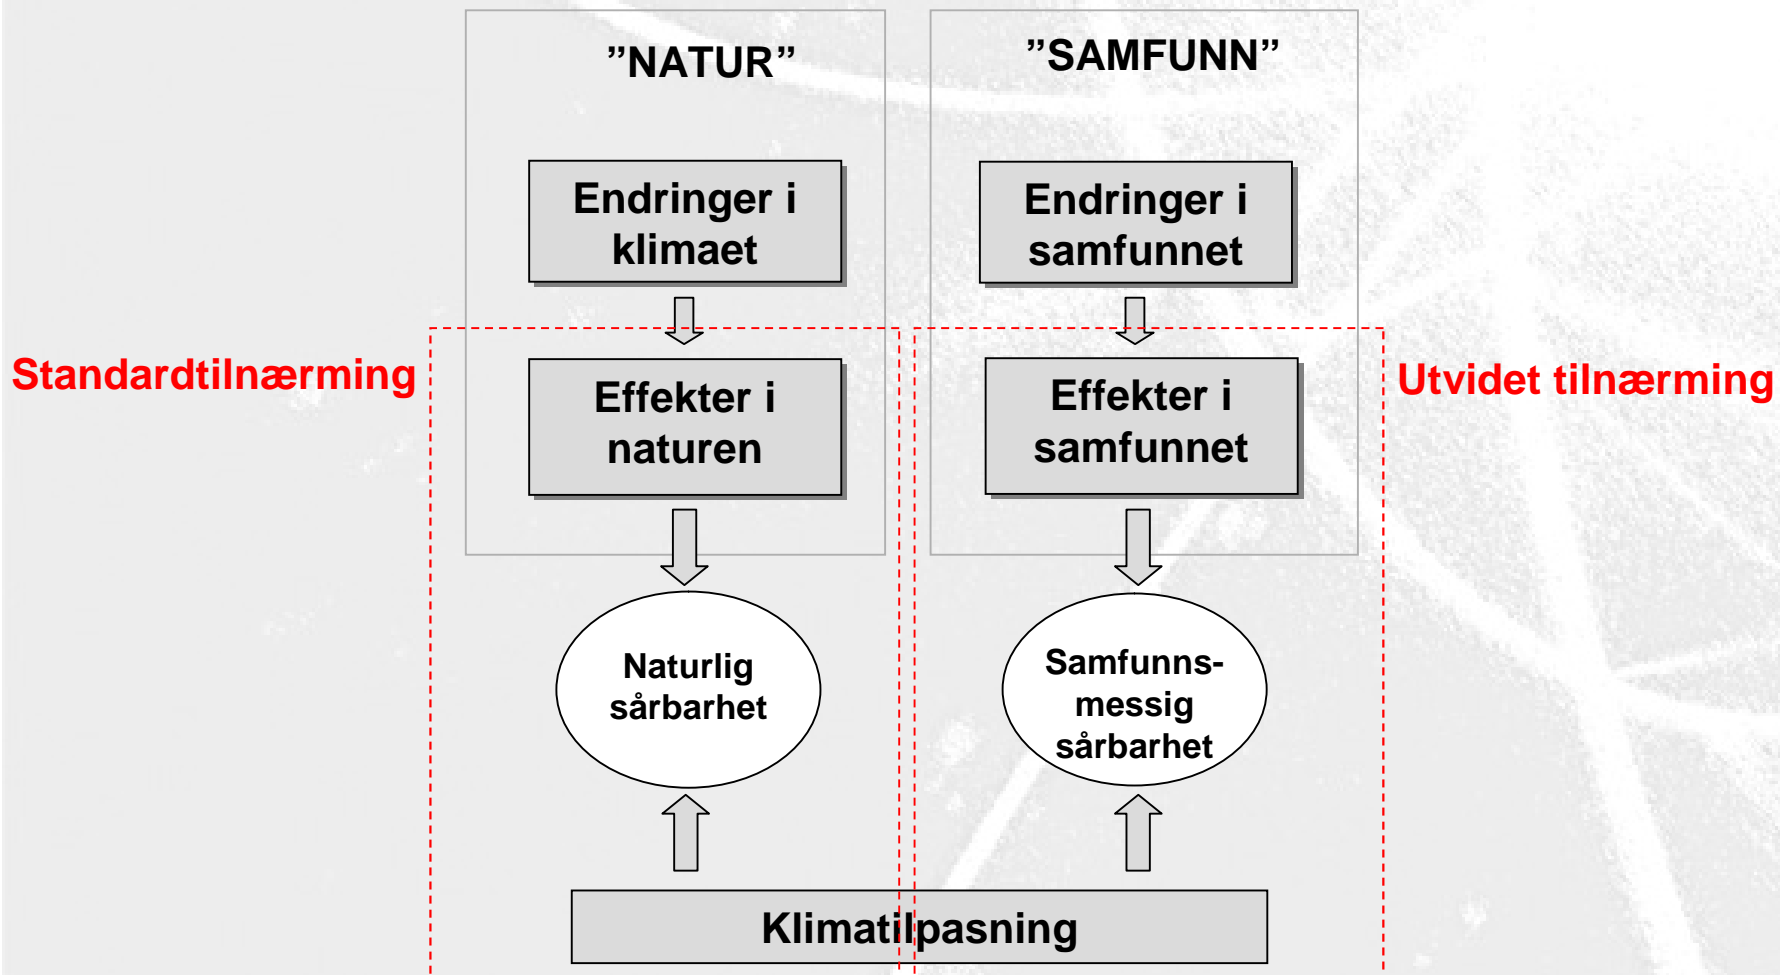 ”NATUR”
”SAMFUNN”
Endringer i
klimaet
Endringer i
samfunnet
Standardtilnærming
Effekter i
naturen
Effekter i
samfunnet
Utvidet tilnærming
Naturlig
sårbarhet
Samfunns-
messig
sårbarhet
Klimatilpasning